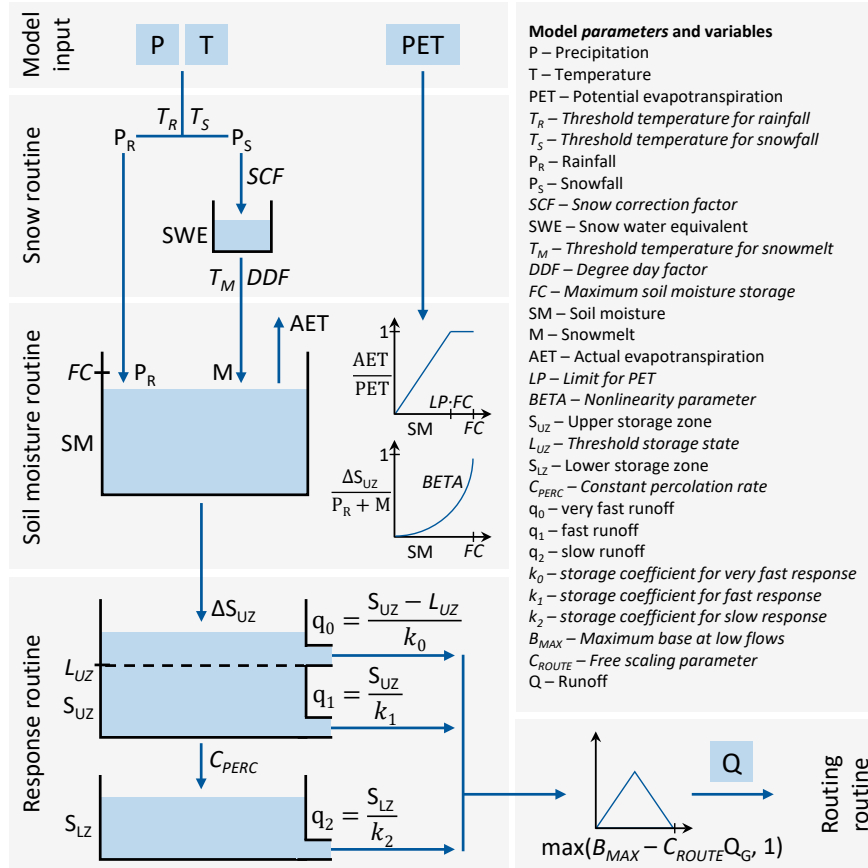 Model input
P
T
PET
Snow routine
T_R T_S
P_R
P_S
SCF
SWE
T_M DDF
Soil moisture routine
AET
FC
P_R
M
SM
1
AET
PET
LP·FC
SM
FC
1
ΔS_UZ
P_R + M
BETA
SM
FC
Response routine
ΔS_UZ
q_0 = (S_UZ − L_UZ)/k_0
L_UZ
S_UZ
q_1 = S_UZ/k_1
C_PERC
S_LZ
q_2 = S_LZ/k_2
Model parameters and variables
P – Precipitation
T – Temperature
PET – Potential evapotranspiration
T_R – Threshold temperature for rainfall
T_S – Threshold temperature for snowfall
P_R – Rainfall
P_S – Snowfall
SCF – Snow correction factor
SWE – Snow water equivalent
T_M – Threshold temperature for snowmelt
DDF – Degree day factor
FC – Maximum soil moisture storage
SM – Soil moisture
M – Snowmelt
AET – Actual evapotranspiration
LP – Limit for PET
BETA – Nonlinearity parameter
S_UZ – Upper storage zone
L_UZ – Threshold storage state
S_LZ – Lower storage zone
C_PERC – Constant percolation rate
q_0 – very fast runoff
q_1 – fast runoff
q_2 – slow runoff
k_0 – storage coefficient for very fast response
k_1 – storage coefficient for fast response
k_2 – storage coefficient for slow response
B_MAX – Maximum base at low flows
C_ROUTE – Free scaling parameter
Q – Runoff
Q
max(B_MAX – C_ROUTE Q_G, 1)
Routing routine